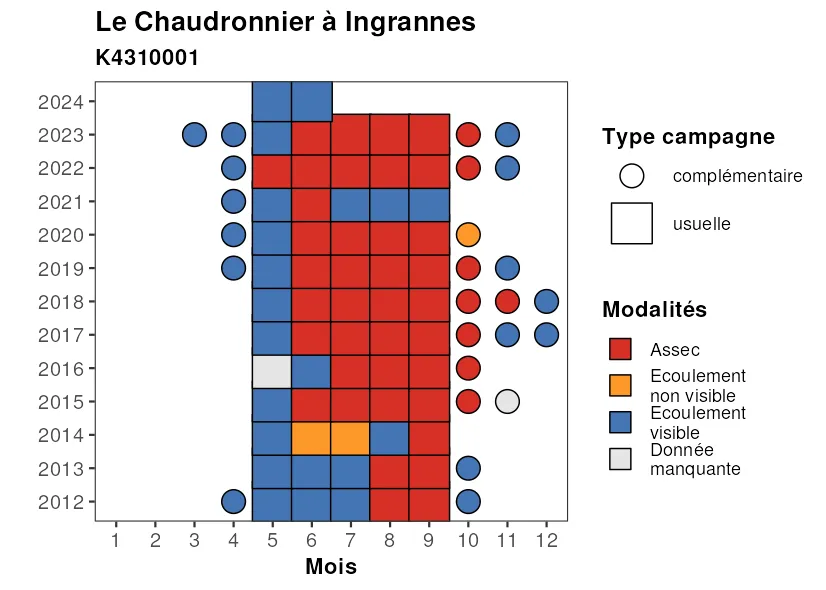 Le Chaudronnier à Ingrannes
K4310001
2024
2023
2022
2021
2020
2019
2018
2017
2016
2015
2014
2013
2012
1 2 3 4 5 6 7 8 9 10 11 12
Mois
Type campagne
complémentaire
usuelle
Modalités
Assec
Ecoulement
non visible
Ecoulement
visible
Donnée
manquante